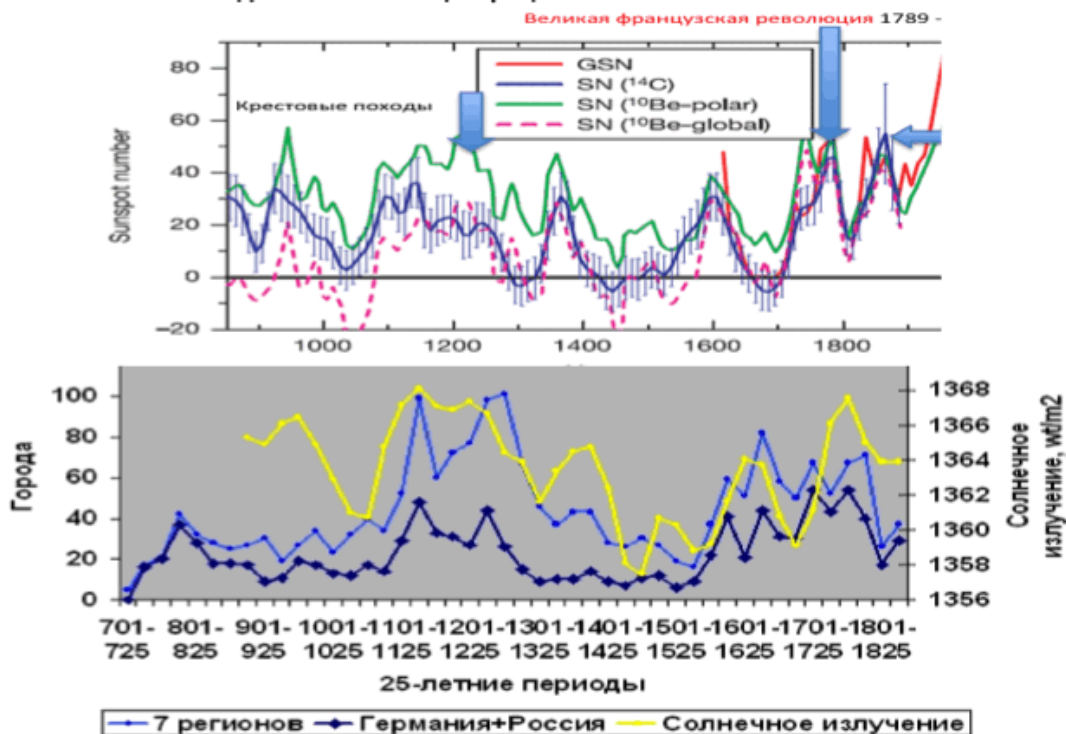 Великая французская революция 1789 -
GSN
SN (¹⁴C)
SN (¹⁰Be–polar)
SN (¹⁰Be–global)
Крестовые походы
Sunspot number
80
60
40
20
0
–20
1000
1200
1400
1600
1800
Города
100
80
60
40
20
0
1368
1366
1364
1362
1360
1358
1356
Солнечное
излучение, wt/m2
701- 801- 901- 1001- 1101- 1201- 1301- 1401- 1501- 1601- 1701- 1801-
725 825 925 1025 1125 1225 1325 1425 1525 1625 1725 1825
25-летние периоды
7 регионов Германия+Россия Солнечное излучение